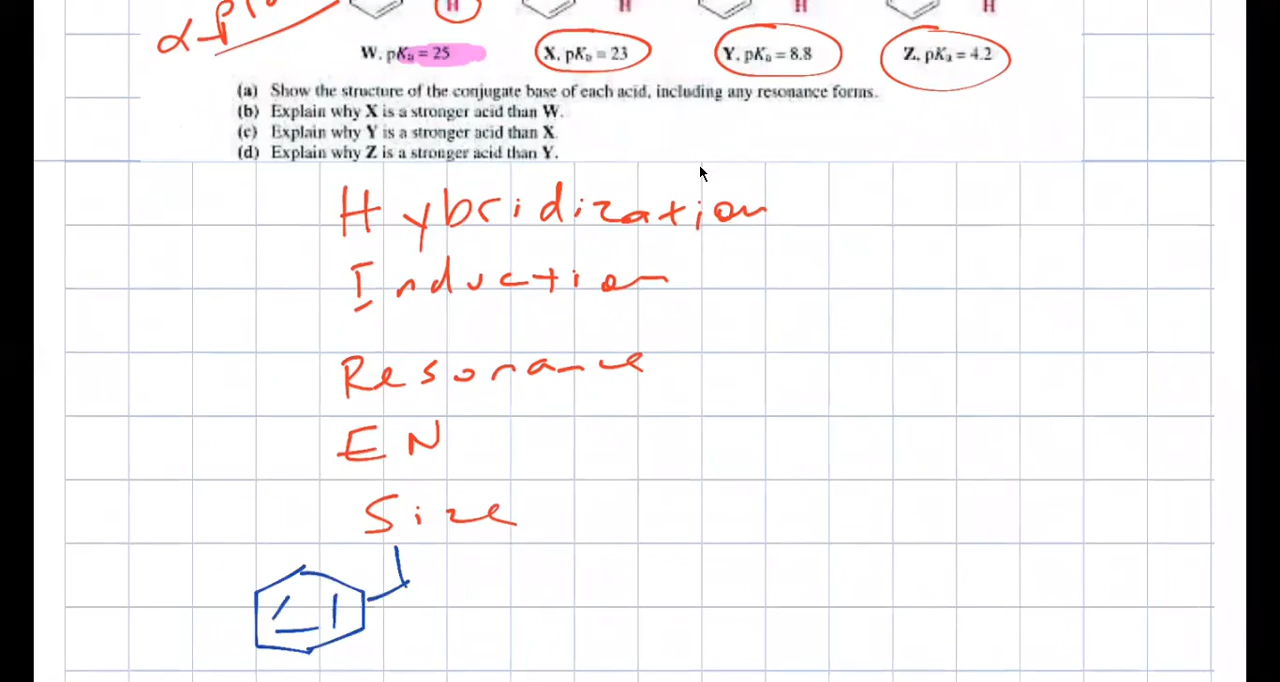 H H H H
W. pKa = 25 X. pKa = 23 Y. pKa = 8.8 Z. pKa = 4.2
(a) Show the structure of the conjugate base of each acid, including any resonance forms.
(b) Explain why X is a stronger acid than W.
(c) Explain why Y is a stronger acid than X.
(d) Explain why Z is a stronger acid than Y.
Hybridization
Induction
Resonance
EN
Size